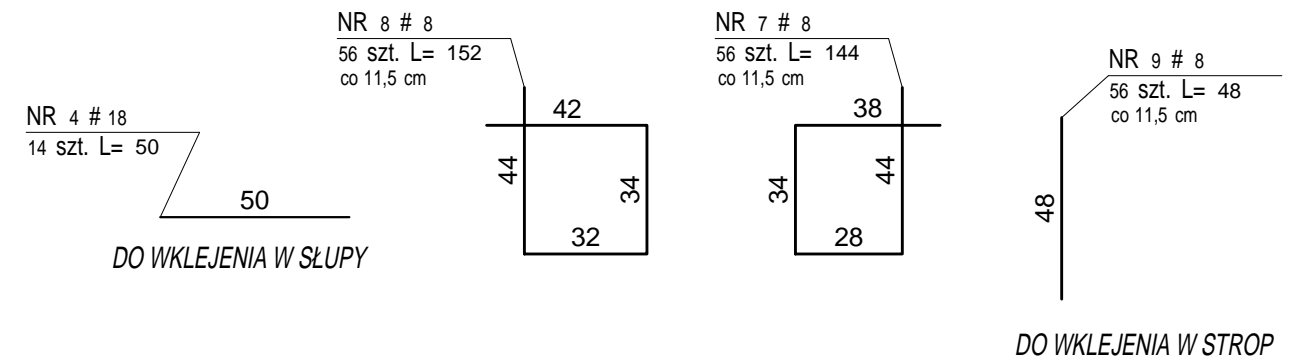 NR 8 # 8
56 szt. L= 152
co 11,5 cm
42
44
34
32
NR 7 # 8
56 szt. L= 144
co 11,5 cm
38
34
44
28
NR 9 # 8
56 szt. L= 48
co 11,5 cm
48
DO WKLEJENIA W STROP
NR 4 # 18
14 szt. L= 50
50
DO WKLEJENIA W SŁUPY